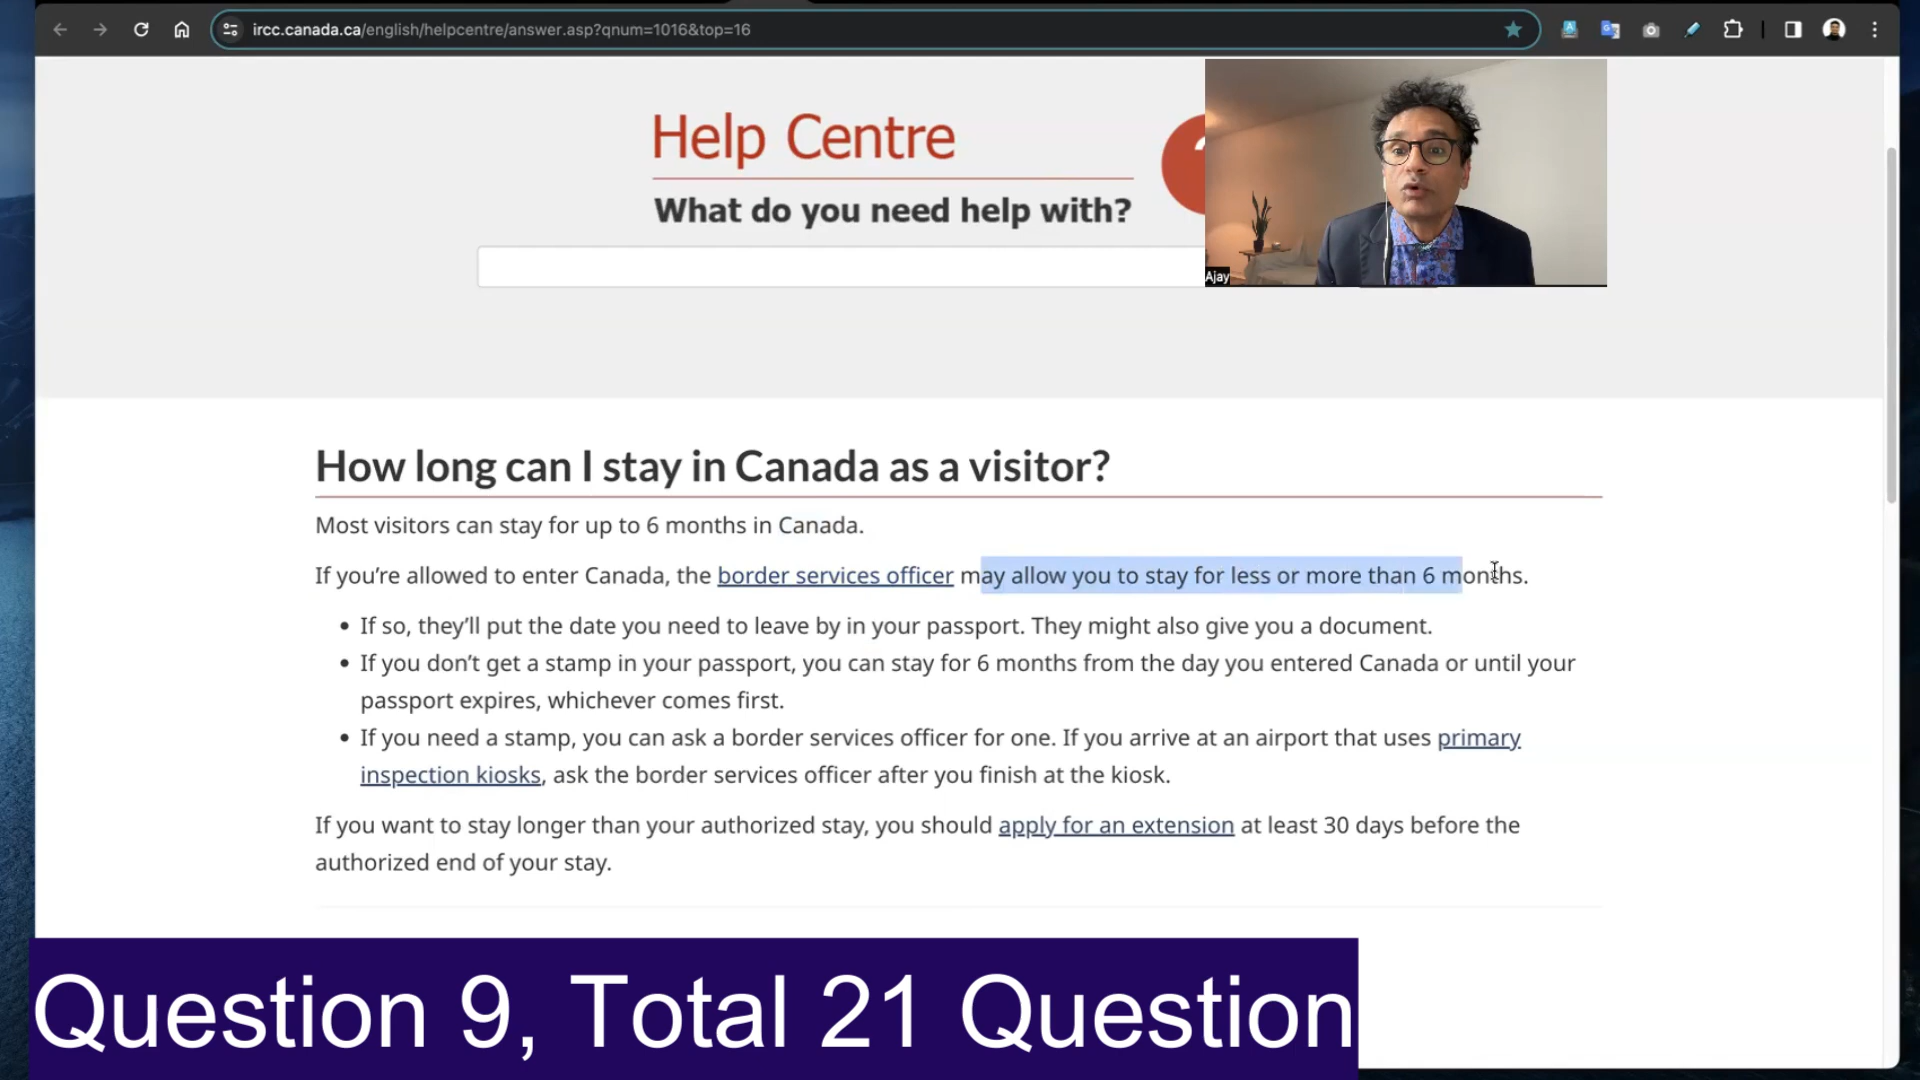 ircc.canada.ca/english/helpcentre/answer.asp?qnum=1016&top=16
Help Centre
What do you need help with?
Ajay
How long can I stay in Canada as a visitor?
Most visitors can stay for up to 6 months in Canada.
If you’re allowed to enter Canada, the border services officer may allow you to stay for less or more than 6 months.
• If so, they’ll put the date you need to leave by in your passport. They might also give you a document.
• If you don’t get a stamp in your passport, you can stay for 6 months from the day you entered Canada or until your
passport expires, whichever comes first.
• If you need a stamp, you can ask a border services officer for one. If you arrive at an airport that uses primary
inspection kiosks, ask the border services officer after you finish at the kiosk.
If you want to stay longer than your authorized stay, you should apply for an extension at least 30 days before the
authorized end of your stay.
Question 9, Total 21 Question